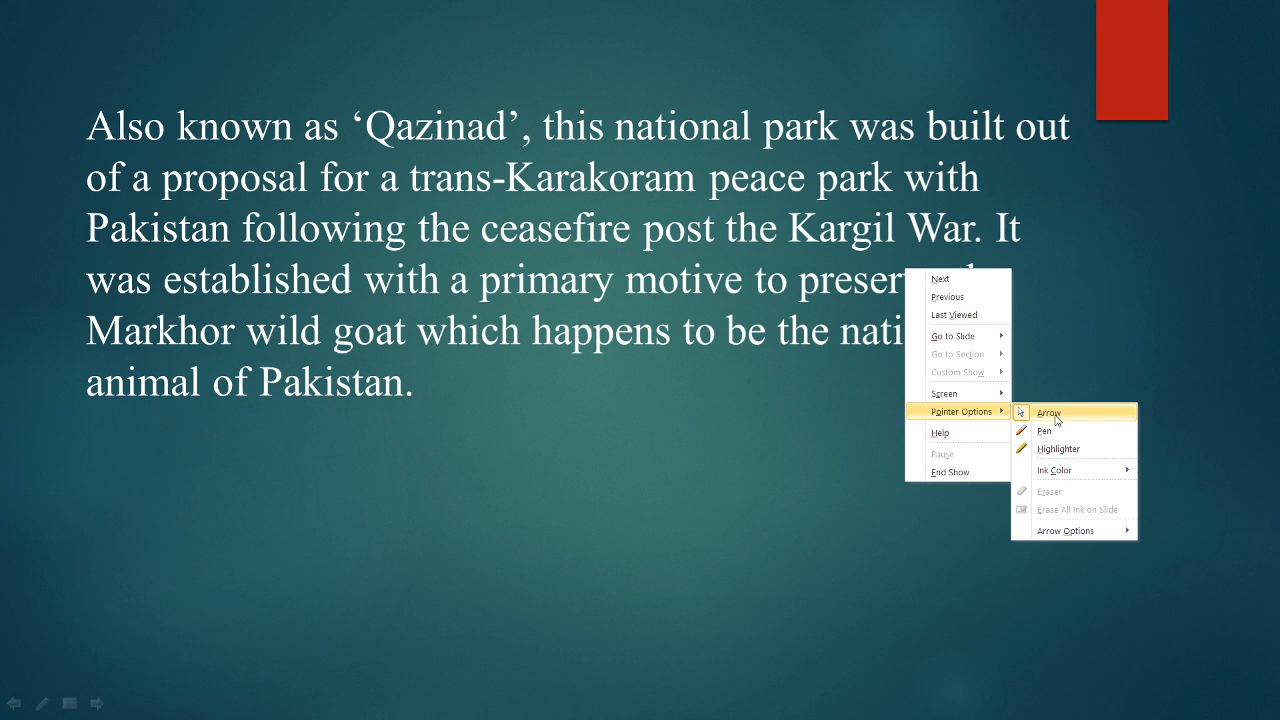 Also known as ‘Qazinad’, this national park was built out
of a proposal for a trans-Karakoram peace park with
Pakistan following the ceasefire post the Kargil War. It
was established with a primary motive to
Markhor wild goat which happens to be the
animal of Pakistan.
Next
Previous
Last Viewed
Go to Slide
Go to Section
Custom Show
Screen
Pointer Options
Help
Pause
End Show
Arrow
Pen
Highlighter
Ink Color
Eraser
Erase All Ink on Slide
Arrow Options